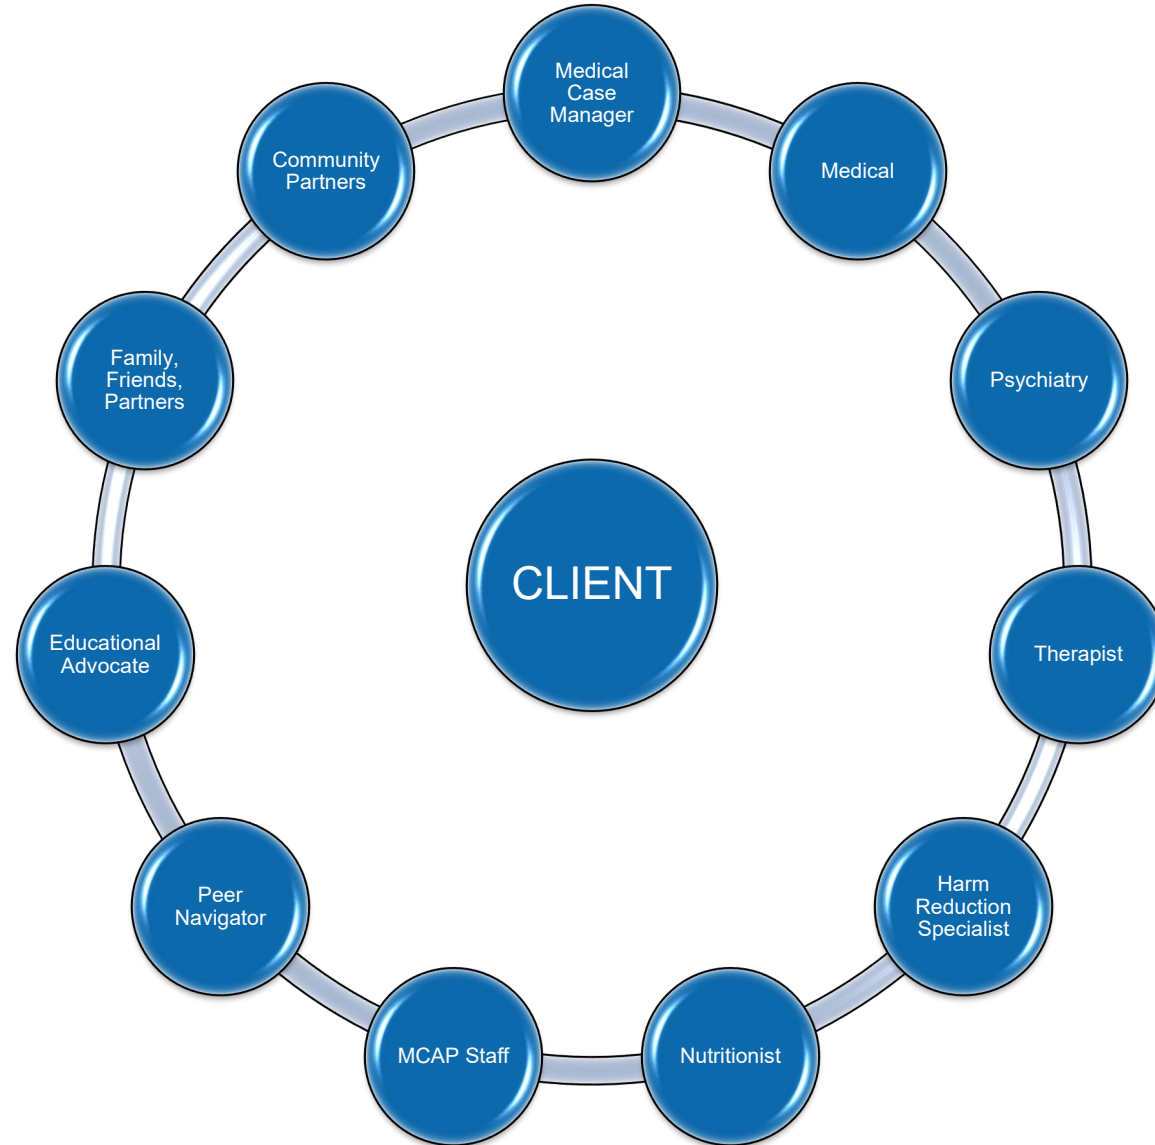 Medical
Case
Manager
Medical
Psychiatry
Therapist
Harm
Reduction
Specialist
Nutritionist
MCAP Staff
Peer
Navigator
Educational
Advocate
Family,
Friends,
Partners
Community
Partners
CLIENT